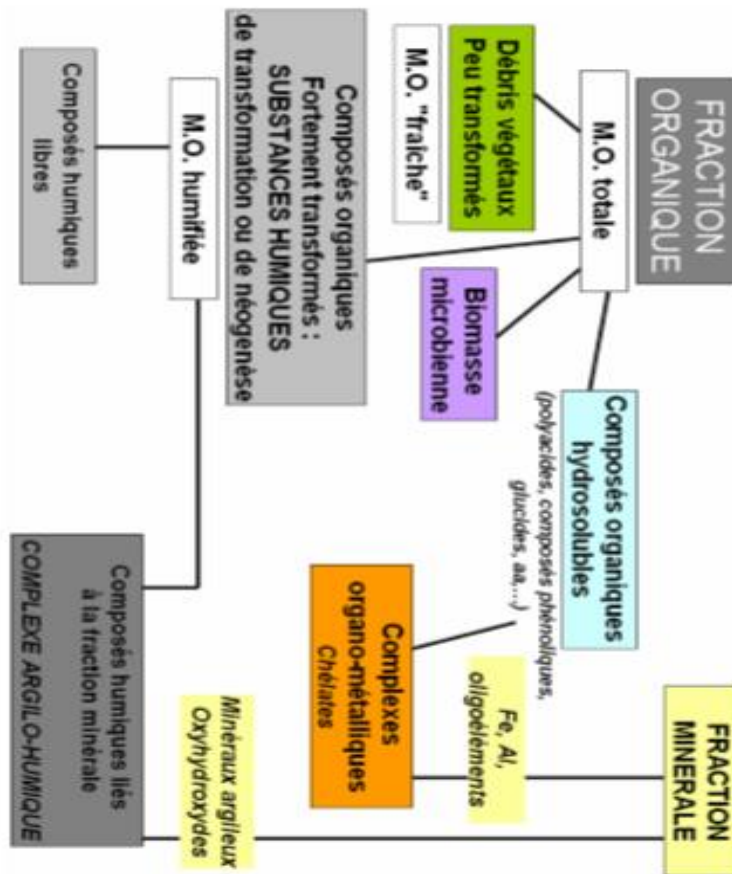 FRACTION
ORGANIQUE
FRACTION
MINERALE
M.O. totale
Débris végétaux
Peu transformés
M.O. "fraiche"
Biomasse
microbienne
Composés organiques
hydrosolubles
(polyacides, composés phénoliques,
glucides, aa,...)
Fe, Al,
oligoéléments
Complexes
organo-métalliques
Chélates
Composés organiques
Fortement transformés :
SUBSTANCES HUMIQUES
de transformation ou de néogenèse
M.O. humifiée
Minéraux argileux
Oxyhydroxydes
Composés humiques
libres
Composés humiques liés
à la fraction minérale
COMPLEXE ARGILO-HUMIQUE